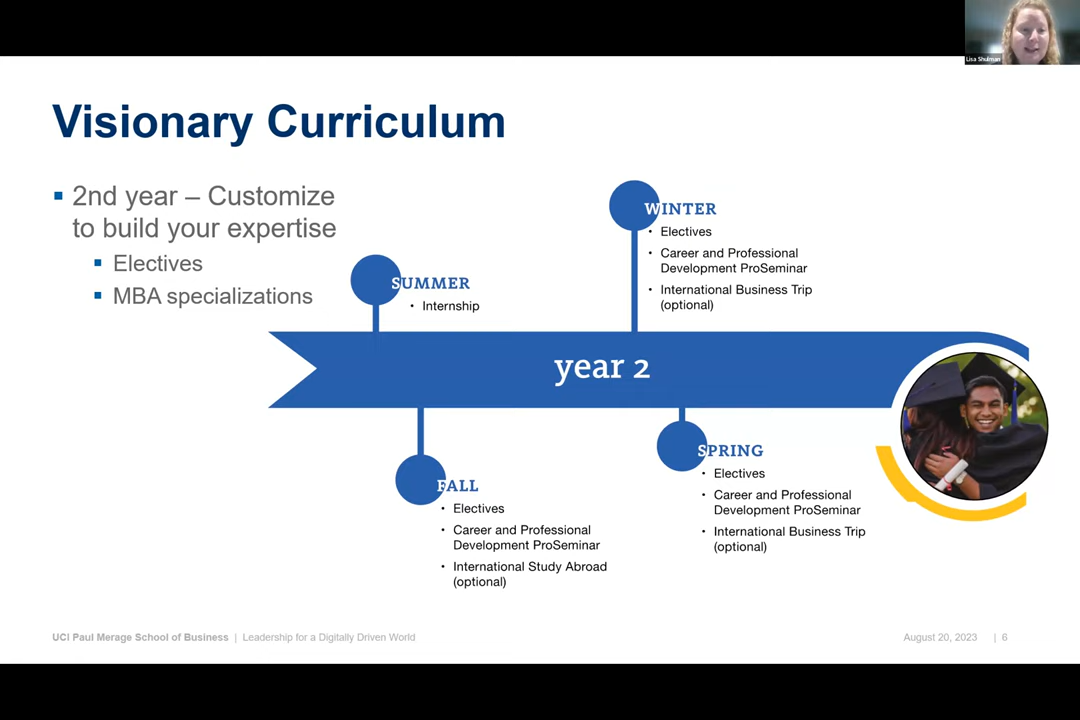 Lisa Shulman
Visionary Curriculum
▪ 2nd year – Customize
to build your expertise
▪ Electives
▪ MBA specializations
SUMMER
• Internship
WINTER
• Electives
• Career and Professional
Development ProSeminar
• International Business Trip
(optional)
year 2
FALL
• Electives
• Career and Professional
Development ProSeminar
• International Study Abroad
(optional)
SPRING
• Electives
• Career and Professional
Development ProSeminar
• International Business Trip
(optional)
UCI Paul Merage School of Business | Leadership for a Digitally Driven World
August 20, 2023 | 6